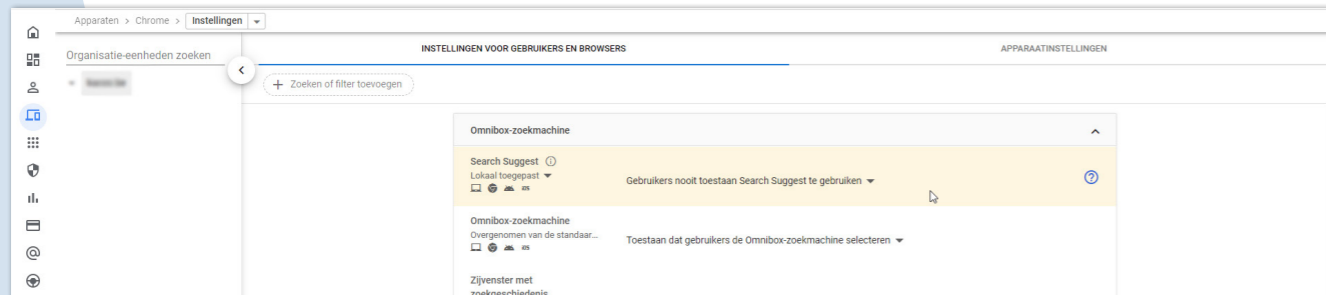 Apparaten > Chrome > Instellingen
Organisatie-eenheden zoeken
INSTELLINGEN VOOR GEBRUIKERS EN BROWSERS
APPARAATINSTELLINGEN
+ Zoeken of filter toevoegen
Omnibox-zoekmachine
Search Suggest
Lokaal toegepast
Gebruikers nooit toestaan Search Suggest te gebruiken
Omnibox-zoekmachine
Overgenomen van de standaar...
Toestaan dat gebruikers de Omnibox-zoekmachine selecteren
Zijvenster met
zoekgeschiedenis